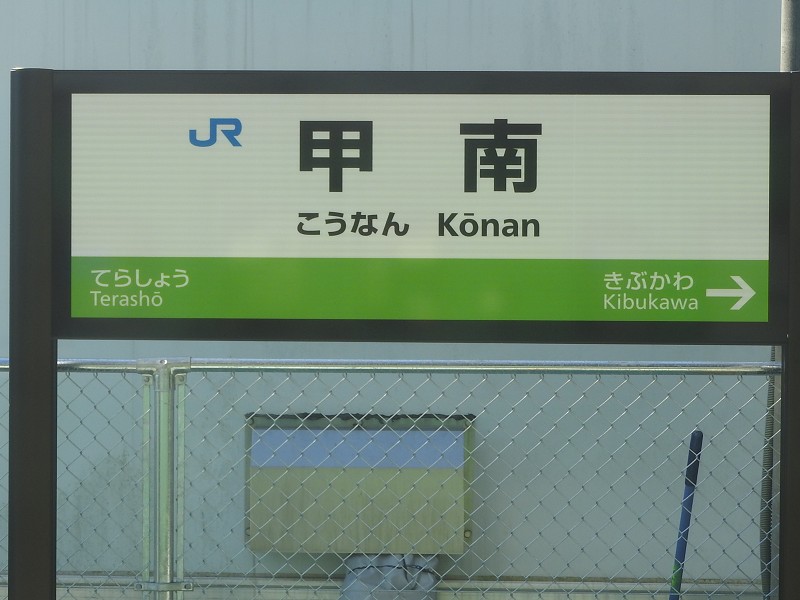 JR 甲南
こうなん Kōnan
てらしょう きぶかわ
Terashō Kibukawa →